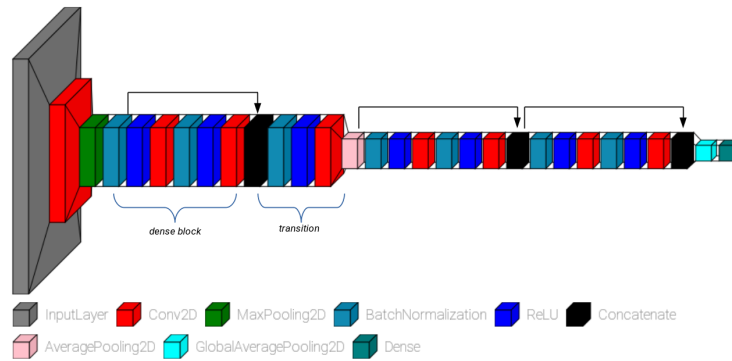 dense block
transition
InputLayer Conv2D MaxPooling2D BatchNormalization ReLU Concatenate
AveragePooling2D GlobalAveragePooling2D Dense